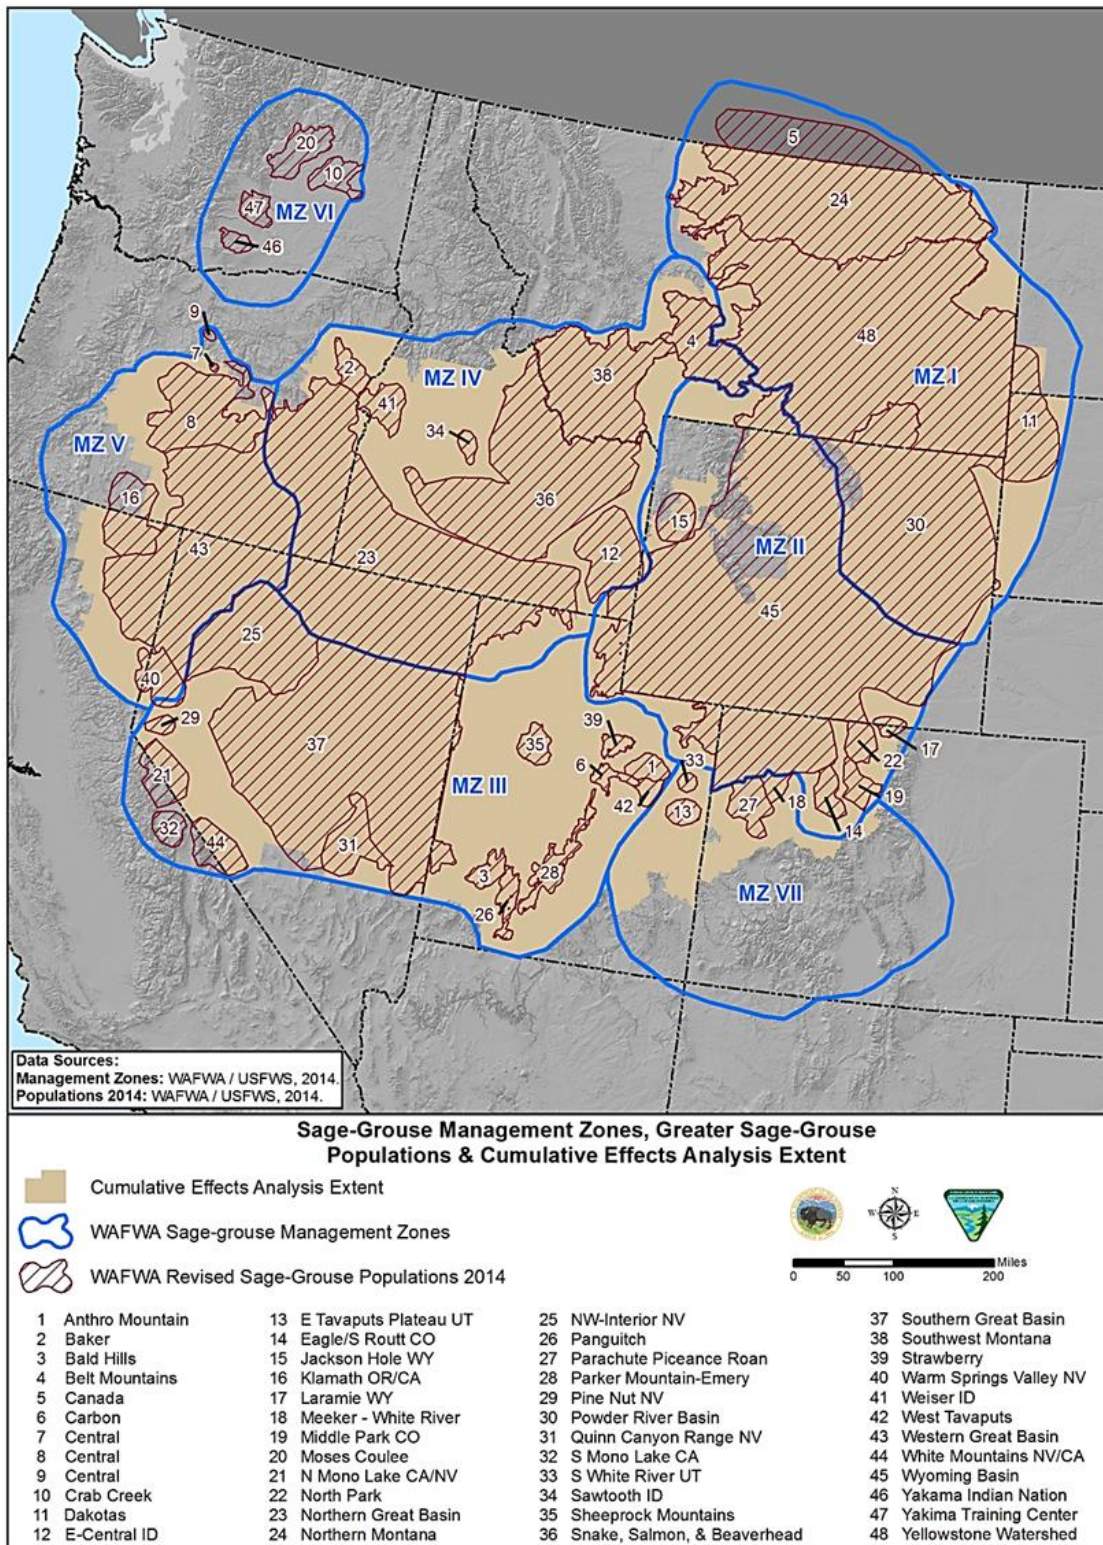 5
20
10
24
47
MZ VI
46
9
4
48
2
MZ IV
38
MZ I
7
41
8
34
11
MZ V
16
36
15
30
43
12
MZ II
23
45
25
40
29
39
17
37
35
33
22
6
1
21
MZ III
42
18
19
27
13
32
14
44
31
28
3
MZ VII
26
Data Sources:
Management Zones: WAFWA / USFWS, 2014.
Populations 2014: WAFWA / USFWS, 2014.
Sage-Grouse Management Zones, Greater Sage-Grouse
Populations & Cumulative Effects Analysis Extent
Cumulative Effects Analysis Extent
WAFWA Sage-grouse Management Zones
WAFWA Revised Sage-Grouse Populations 2014
N
W E
S
Miles
0 50 100 200
1 Anthro Mountain
2 Baker
3 Bald Hills
4 Belt Mountains
5 Canada
6 Carbon
7 Central
8 Central
9 Central
10 Crab Creek
11 Dakotas
12 E-Central ID
13 E Tavaputs Plateau UT
14 Eagle/S Routt CO
15 Jackson Hole WY
16 Klamath OR/CA
17 Laramie WY
18 Meeker - White River
19 Middle Park CO
20 Moses Coulee
21 N Mono Lake CA/NV
22 North Park
23 Northern Great Basin
24 Northern Montana
25 NW-Interior NV
26 Panguitch
27 Parachute Piceance Roan
28 Parker Mountain-Emery
29 Pine Nut NV
30 Powder River Basin
31 Quinn Canyon Range NV
32 S Mono Lake CA
33 S White River UT
34 Sawtooth ID
35 Sheeprock Mountains
36 Snake, Salmon, & Beaverhead
37 Southern Great Basin
38 Southwest Montana
39 Strawberry
40 Warm Springs Valley NV
41 Weiser ID
42 West Tavaputs
43 Western Great Basin
44 White Mountains NV/CA
45 Wyoming Basin
46 Yakama Indian Nation
47 Yakima Training Center
48 Yellowstone Watershed